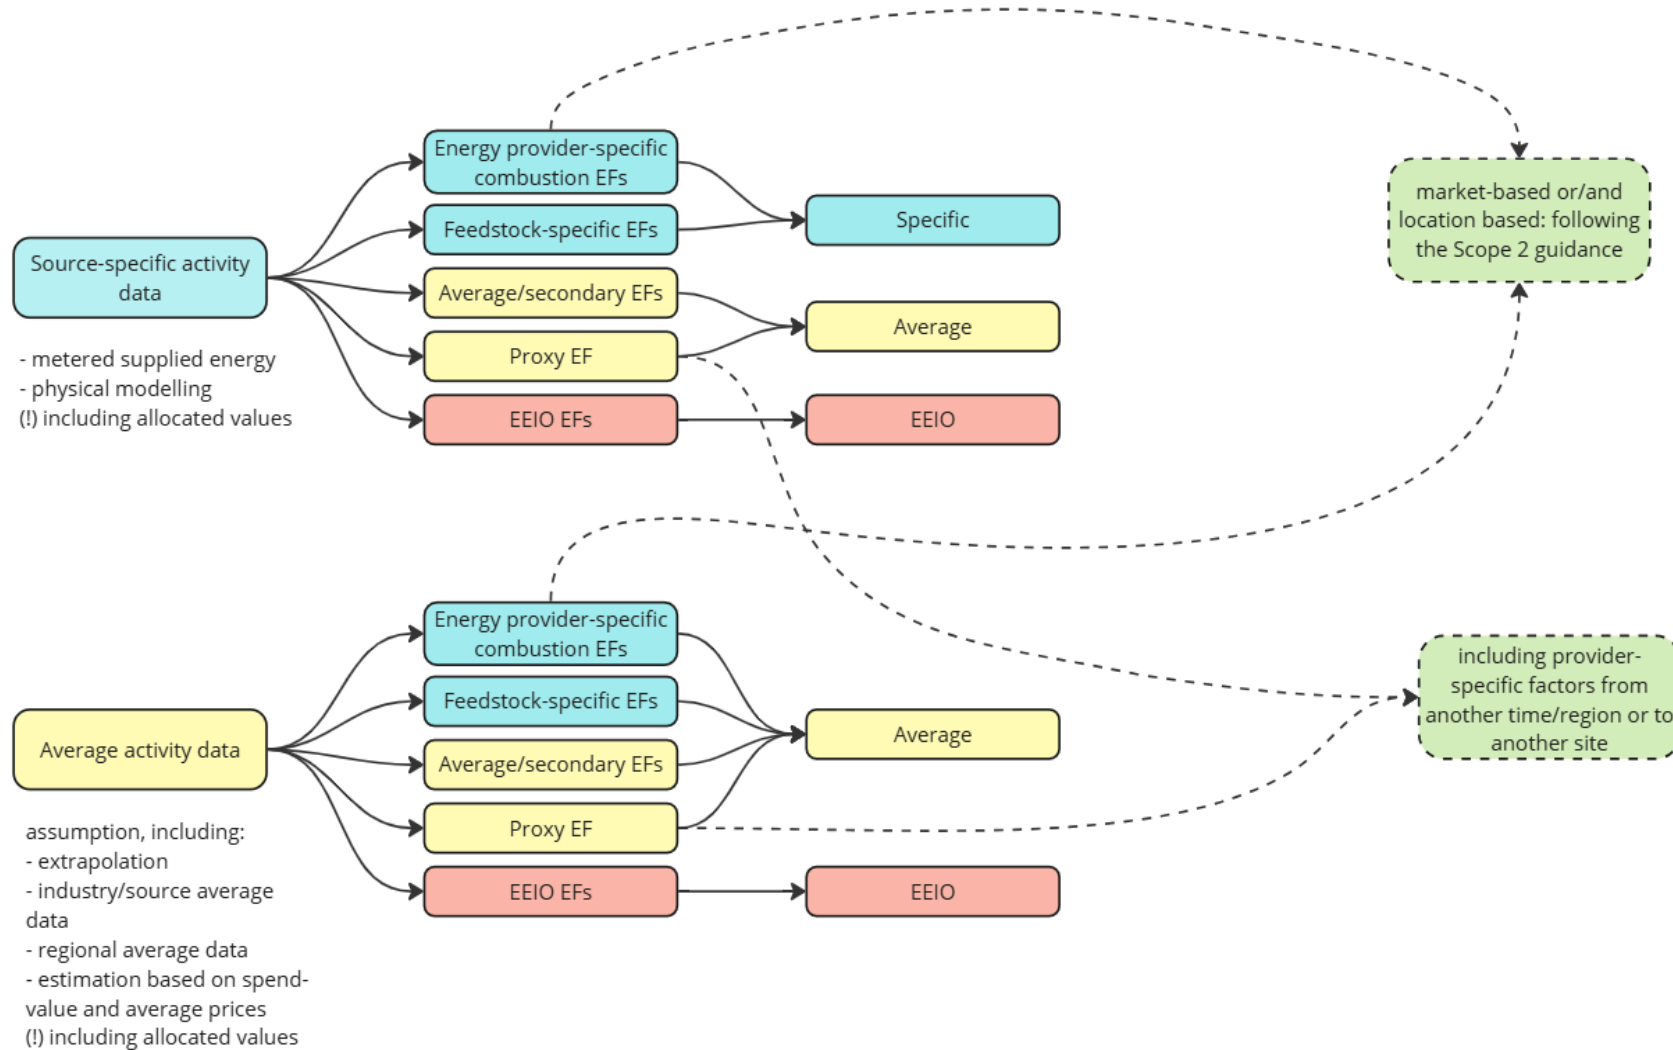 Energy provider-specific
combustion EFs
Feedstock-specific EFs
Average/secondary EFs
Proxy EF
EEIO EFs
Source-specific activity
data
- metered supplied energy
- physical modelling
(!) including allocated values
Specific
Average
EEIO
market-based or/and
location based: following
the Scope 2 guidance
Energy provider-specific
combustion EFs
Feedstock-specific EFs
Average/secondary EFs
Proxy EF
EEIO EFs
Average activity data
assumption, including:
- extrapolation
- industry/source average
data
- regional average data
- estimation based on spend-
value and average prices
(!) including allocated values
Average
EEIO
including provider-
specific factors from
another time/region or to
another site